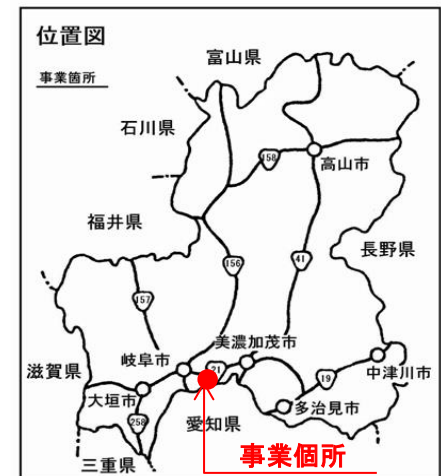 位置図
事業箇所
富山県
石川県
158
高山市
福井県
長野県
156
41
157
美濃加茂市
岐阜市
21
滋賀県
19
中津川市
大垣市
多治見市
258
愛知県
三重県
事業個所